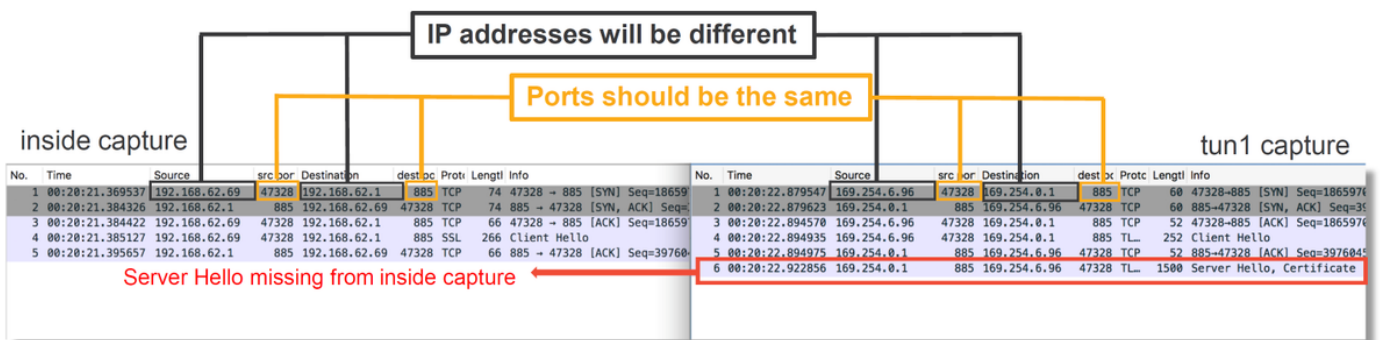 IP addresses will be different
Ports should be the same
inside capture
tun1 capture
No. Time Source src por Destination dest pc Proto Lengtl Info
1 00:20:21.369537 192.168.62.69 47328 192.168.62.1 885 TCP 74 47328 → 885 [SYN] Seq=18659
2 00:20:21.384326 192.168.62.1 885 192.168.62.69 47328 TCP 74 885 → 47328 [SYN, ACK] Seq=
3 00:20:21.384422 192.168.62.69 47328 192.168.62.1 885 TCP 66 47328 → 885 [ACK] Seq=18659
4 00:20:21.385127 192.168.62.69 47328 192.168.62.1 885 SSL 266 Client Hello
5 00:20:21.395657 192.168.62.1 885 192.168.62.69 47328 TCP 66 885 → 47328 [ACK] Seq=39760
Server Hello missing from inside capture
No. Time Source src por Destination dest pc Protc Lengtl Info
1 00:20:22.879547 169.254.6.96 47328 169.254.0.1 885 TCP 60 47328→885 [SYN] Seq=1865976
2 00:20:22.879623 169.254.0.1 885 169.254.6.96 47328 TCP 60 885→47328 [SYN, ACK] Seq=39
3 00:20:22.894570 169.254.6.96 47328 169.254.0.1 885 TCP 52 47328→885 [ACK] Seq=1865976
4 00:20:22.894935 169.254.6.96 47328 169.254.0.1 885 TL… 252 Client Hello
5 00:20:22.894975 169.254.0.1 885 169.254.6.96 47328 TCP 52 885→47328 [ACK] Seq=3976045
6 00:20:22.922856 169.254.0.1 885 169.254.6.96 47328 TL… 1500 Server Hello, Certificate